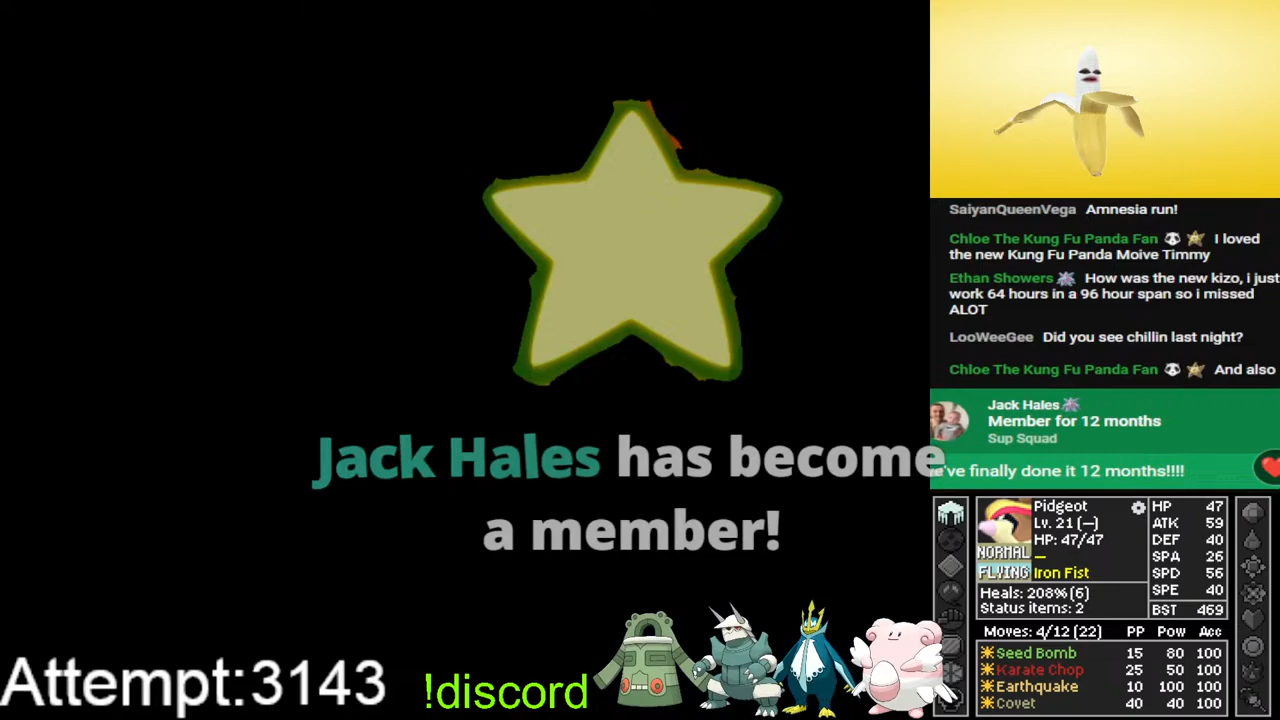 SaiyanQueenVega Amnesia run!
Chloe The Kung Fu Panda Fan I loved
the new Kung Fu Panda Moive Timmy
Ethan Showers How was the new kizo, i just
work 64 hours in a 96 hour span so i missed
ALOT
LooWeeGee Did you see chillin last night?
Chloe The Kung Fu Panda Fan And also
Jack Hales
Member for 12 months
Sup Squad
e've finally done it 12 months!!!!
Jack Hales has become
a member!
Pidgeot
Lv. 21 (—)
HP: 47/47
—
NORMAL
FLYING
Iron Fist
Heals: 208% (6)
Status items: 2
HP 47
ATK 59
DEF 40
SPA 26
SPD 56
SPE 40
BST 469
Moves: 4/12 (22) PP Pow Acc
Seed Bomb 15 80 100
Karate Chop 25 50 100
Earthquake 10 100 100
Covet 40 40 100
Attempt:3143
!discord